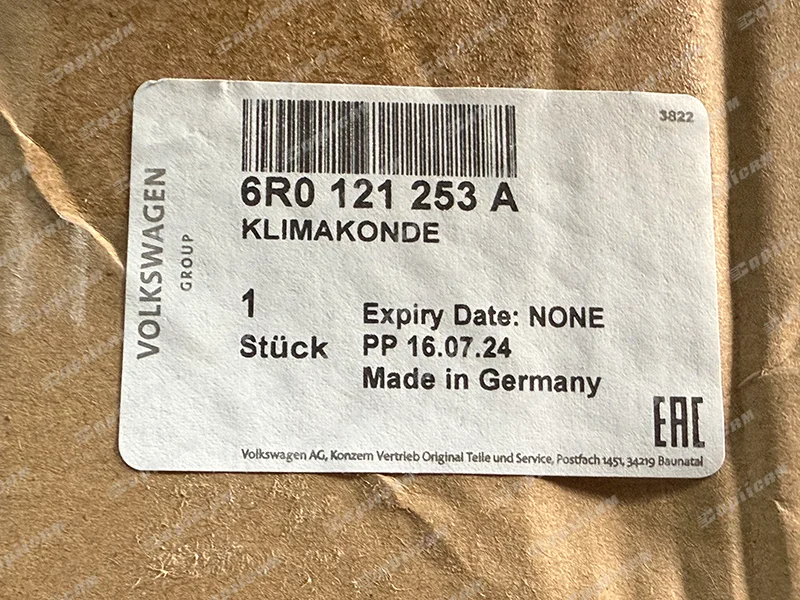 3822
6R0 121 253 A
KLIMAKONDE
VOLKSWAGEN
GROUP
1
Stück
Expiry Date: NONE
PP 16.07.24
Made in Germany
EAC
Volkswagen AG, Konzern Vertrieb Original Teile und Service, Postfach 1451, 34219 Baunatal